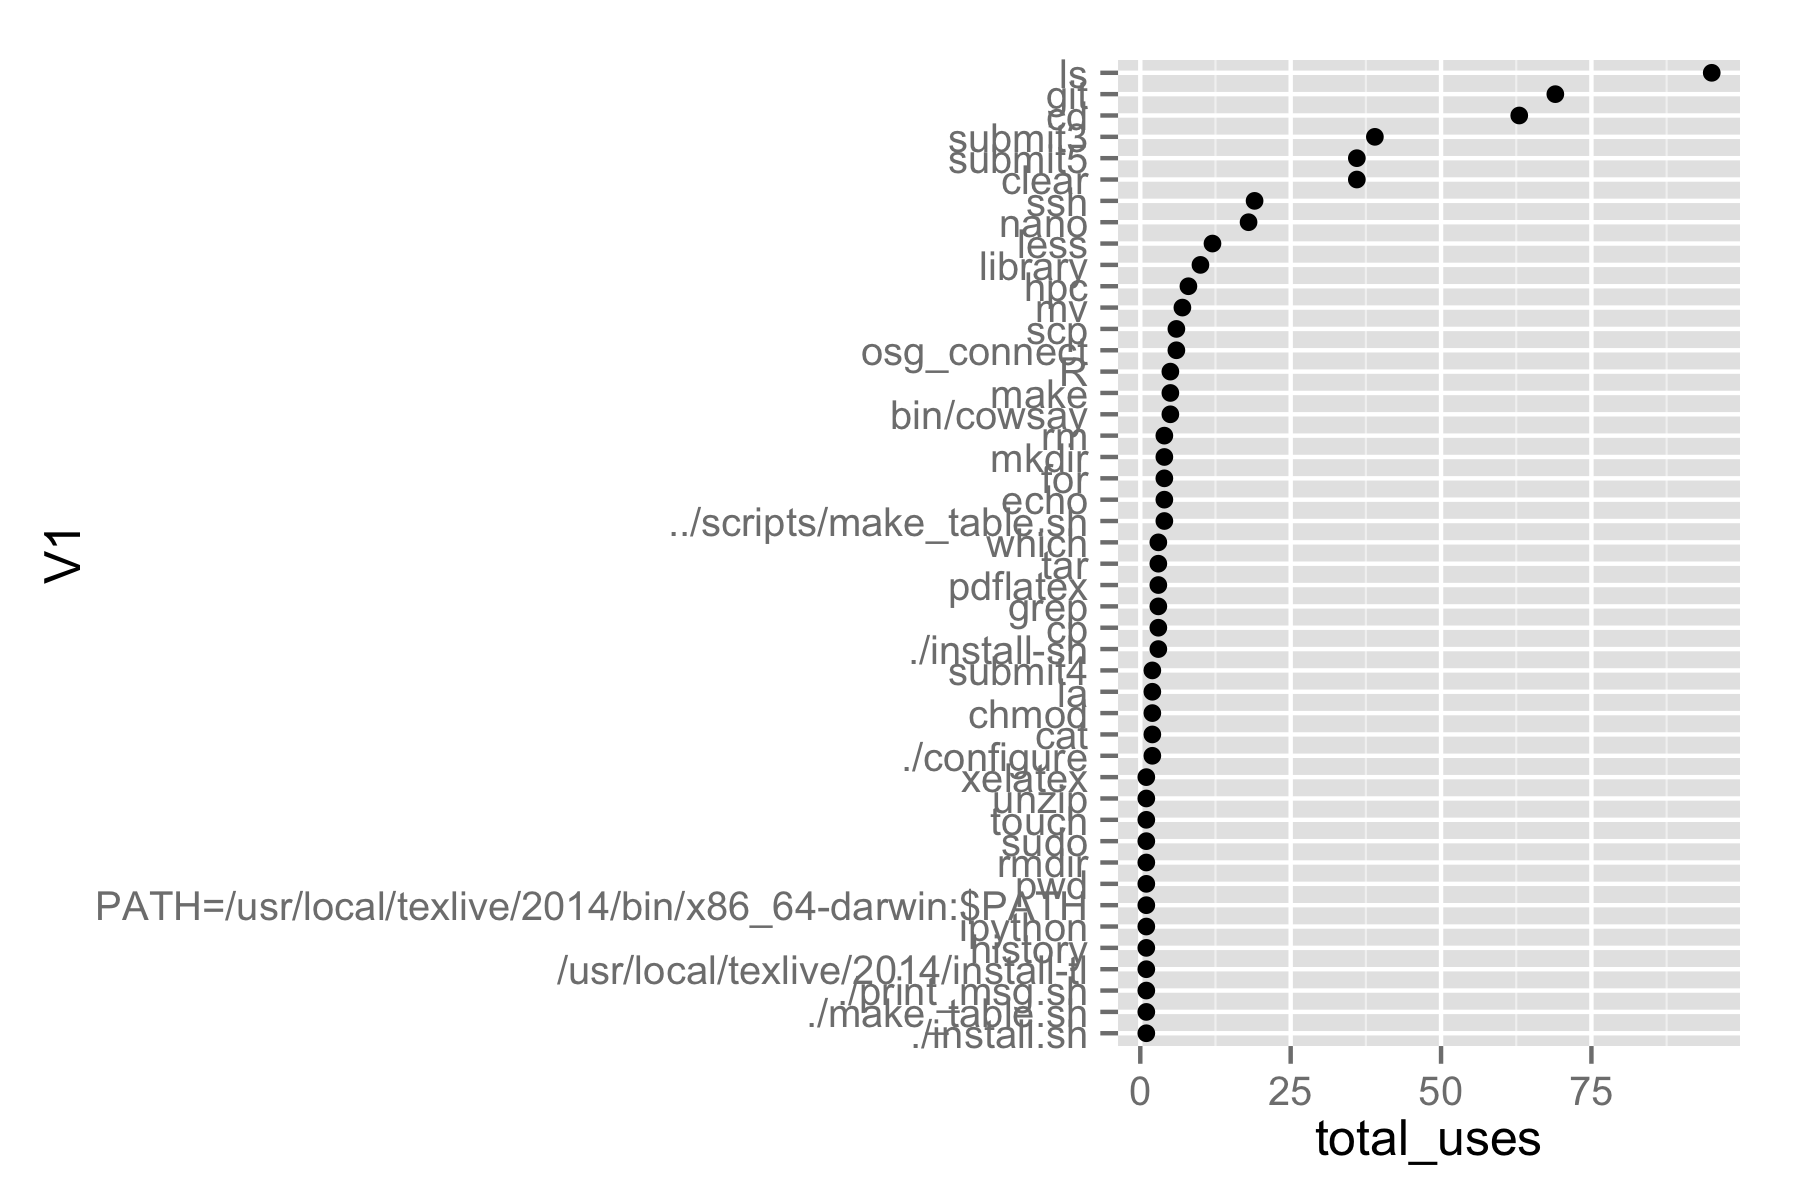 ls
git
cd
submit3
submit5
clear
ssh
nano
less
library
hpc
mv
scp
osg_connect
R
make
bin/cowsay
rm
mkdir
for
echo
../scripts/make_table.sh
which
tar
pdflatex
grep
cp
./install-sh
submit4
la
chmod
cat
./configure
xelatex
unzip
touch
sudo
rmdir
pwd
PATH=/usr/local/texlive/2014/bin/x86_64-darwin:$PATH
ipython
history
/usr/local/texlive/2014/install-tl
./print_msg.sh
./make_table.sh
./install.sh
V1
0 25 50 75
total_uses